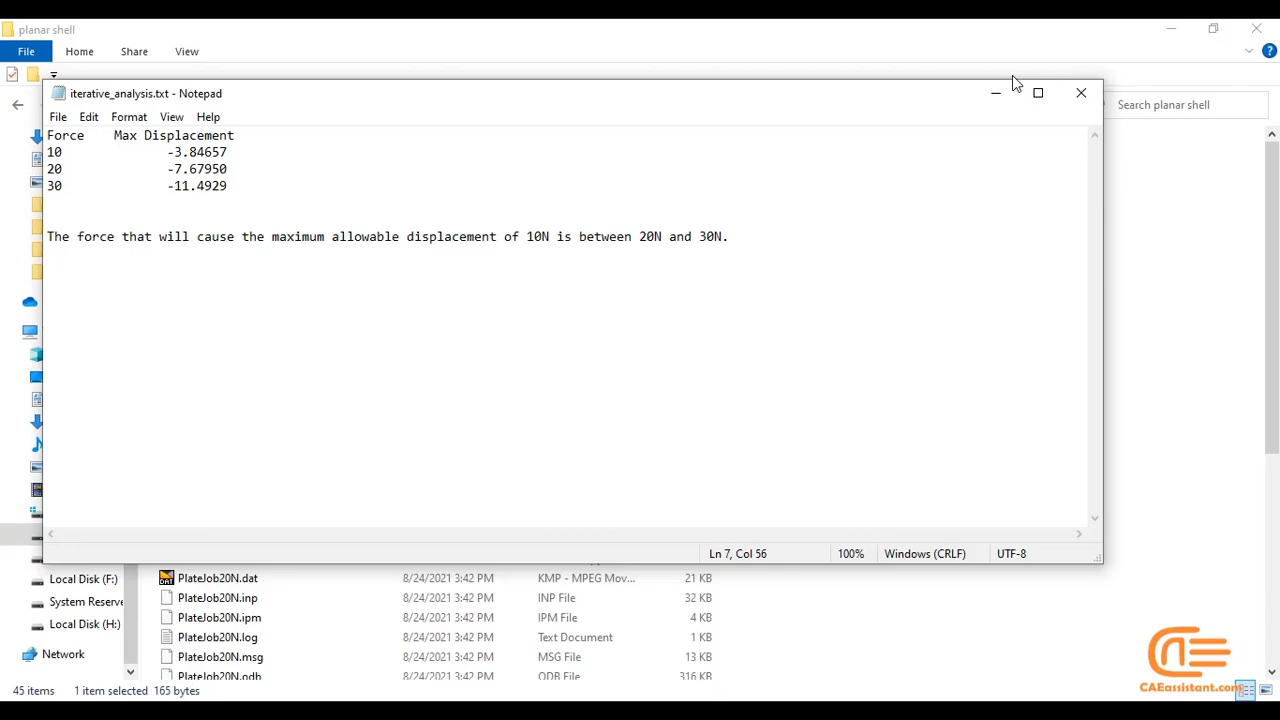 planar shell
File Home Share View
iterative_analysis.txt - Notepad
Search planar shell
File Edit Format View Help
Force Max Displacement
10 -3.84657
20 -7.67950
30 -11.4929
The force that will cause the maximum allowable displacement of 10N is between 20N and 30N.
Ln 7, Col 56 100% Windows (CRLF) UTF-8
Local Disk (F:) PlateJob20N.dat 8/24/2021 3:42 PM KMP - MPEG Mov... 21 KB
System Reserve PlateJob20N.inp 8/24/2021 3:42 PM INP File 32 KB
Local Disk (H:) PlateJob20N.ipm 8/24/2021 3:42 PM IPM File 4 KB
PlateJob20N.log 8/24/2021 3:42 PM Text Document 1 KB
Network PlateJob20N.msg 8/24/2021 3:42 PM MSG File 13 KB
PlateJob20N.odb 8/24/2021 3:42 PM ODB File 316 KB
CAEassistant.com
45 items 1 item selected 165 bytes